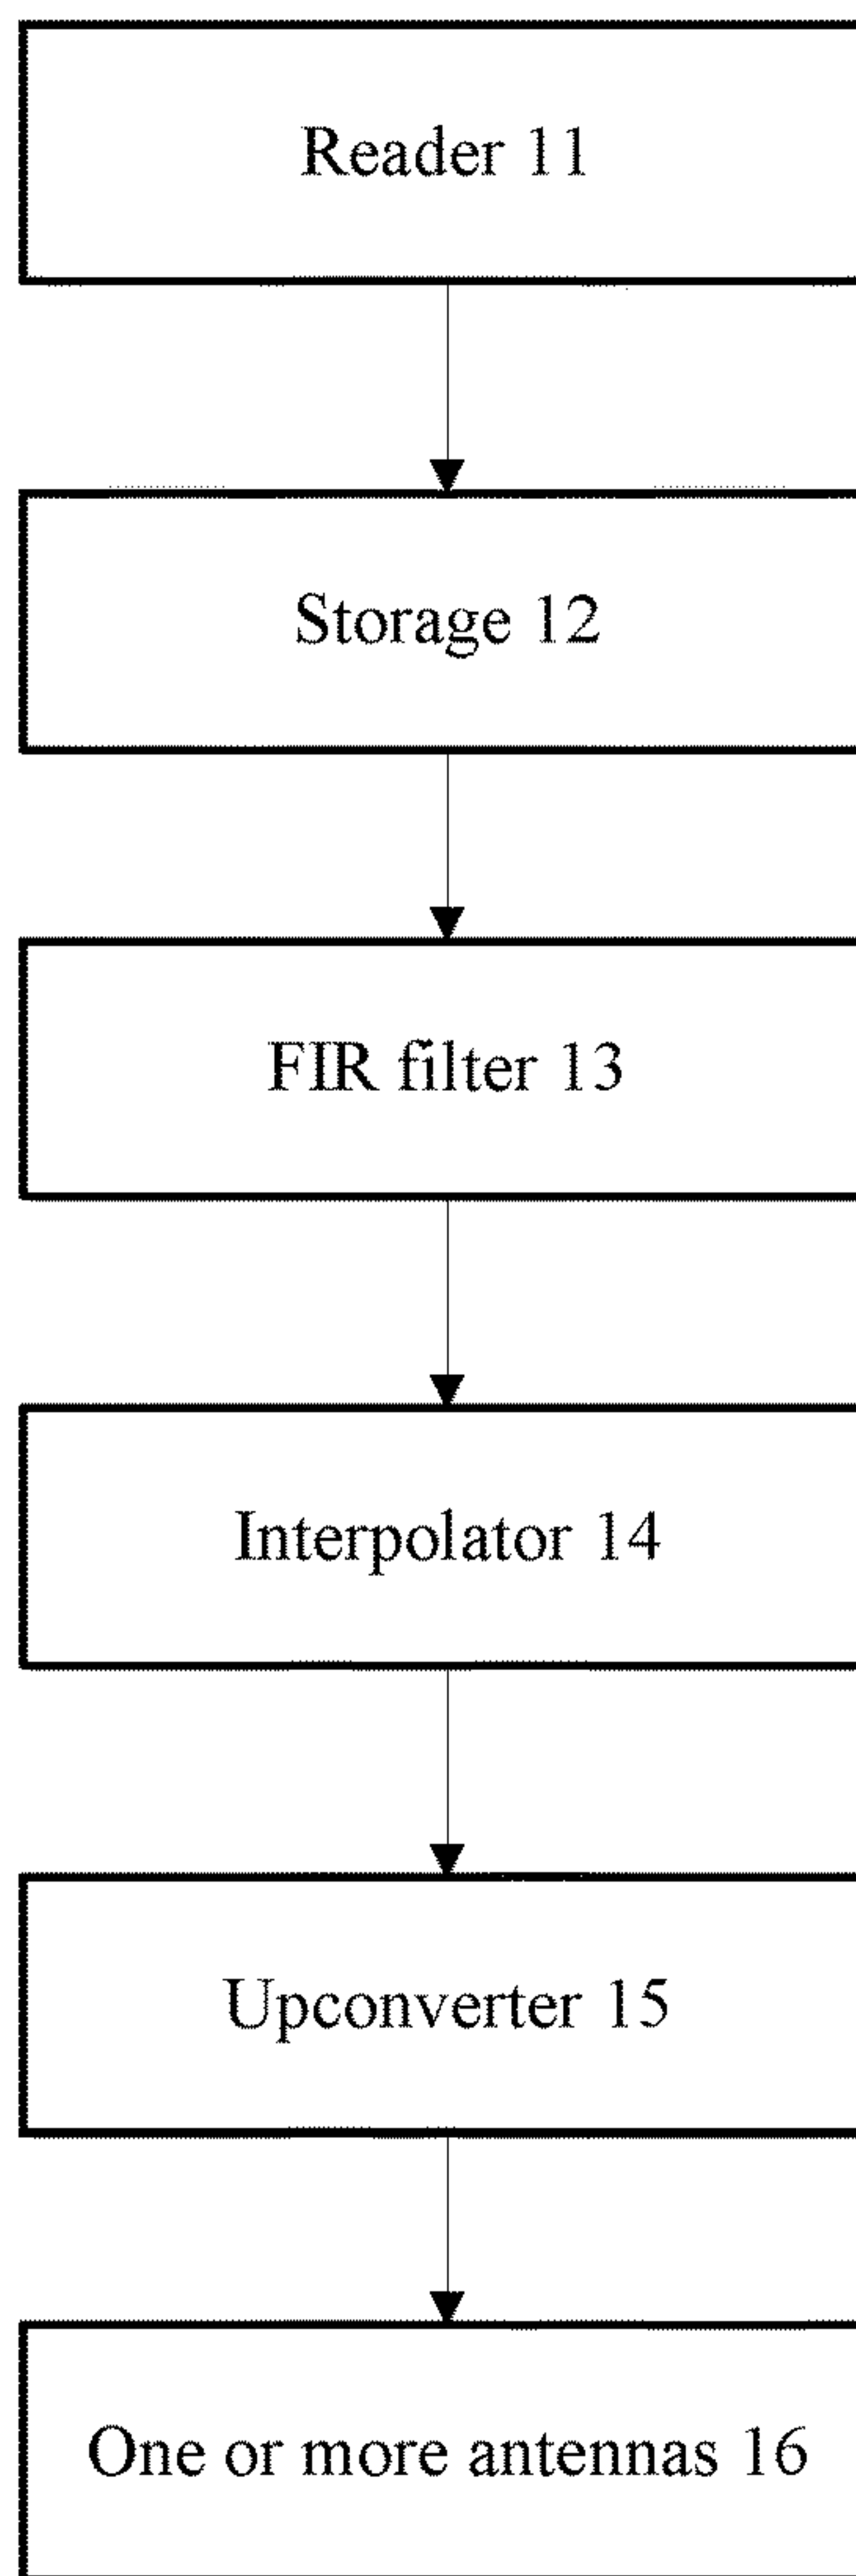 Reader 11
Storage 12
FIR filter 13
Interpolator 14
Upconverter 15
One or more antennas 16